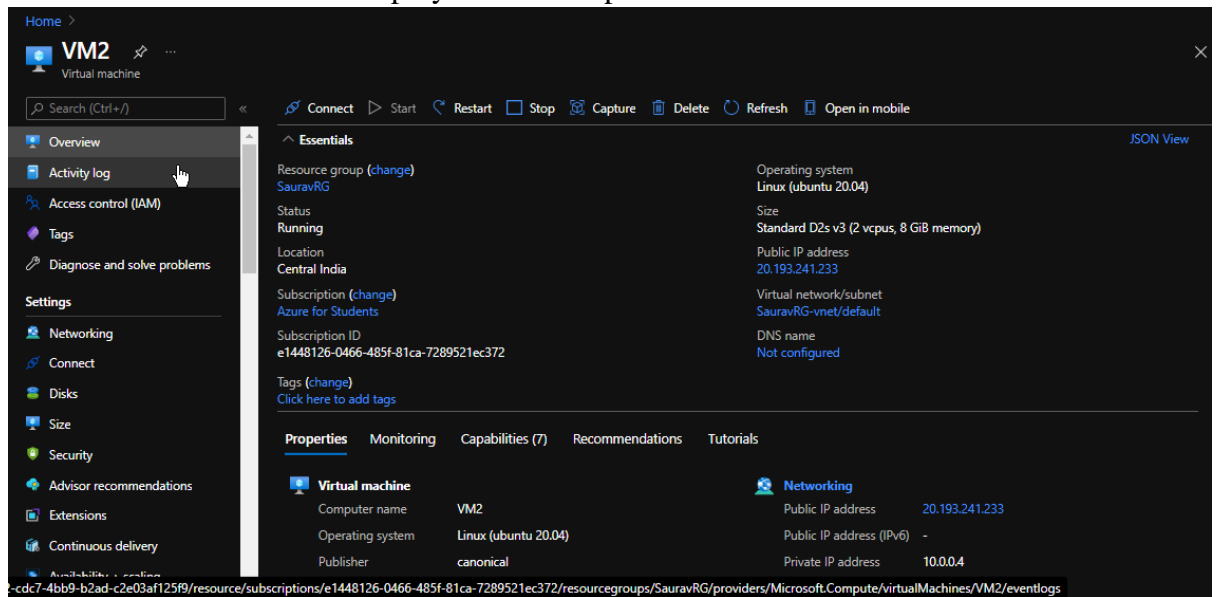 Home >
VM2 ...
Virtual machine
Search (Ctrl+/) «
Connect Start Restart Stop Capture Delete Refresh Open in mobile
Overview
Activity log
Access control (IAM)
Tags
Diagnose and solve problems
Settings
Networking
Connect
Disks
Size
Security
Advisor recommendations
Extensions
Continuous delivery
Essentials JSON View
Resource group (change)
SauravRG
Status
Running
Location
Central India
Subscription (change)
Azure for Students
Subscription ID
e1448126-0466-485f-81ca-7289521ec372
Tags (change)
Click here to add tags
Operating system
Linux (ubuntu 20.04)
Size
Standard D2s v3 (2 vcpus, 8 GiB memory)
Public IP address
20.193.241.233
Virtual network/subnet
SauravRG-vnet/default
DNS name
Not configured
Properties Monitoring Capabilities (7) Recommendations Tutorials
Virtual machine
Computer name VM2
Operating system Linux (ubuntu 20.04)
Publisher canonical
Networking
Public IP address 20.193.241.233
Public IP address (IPv6) -
Private IP address 10.0.0.4
-cdc7-4bb9-b2ad-c2e03af125f9/resource/subscriptions/e1448126-0466-485f-81ca-7289521ec372/resourcegroups/SauravRG/providers/Microsoft.Compute/virtualMachines/VM2/eventlogs